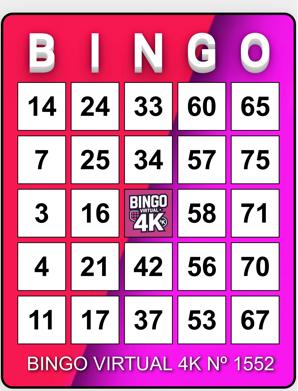 B I N G O
14 24 33 60 65
7 25 34 57 75
3 16 BINGO VIRTUAL 4K 58 71
4 21 42 56 70
11 17 37 53 67
BINGO VIRTUAL 4K Nº 1552